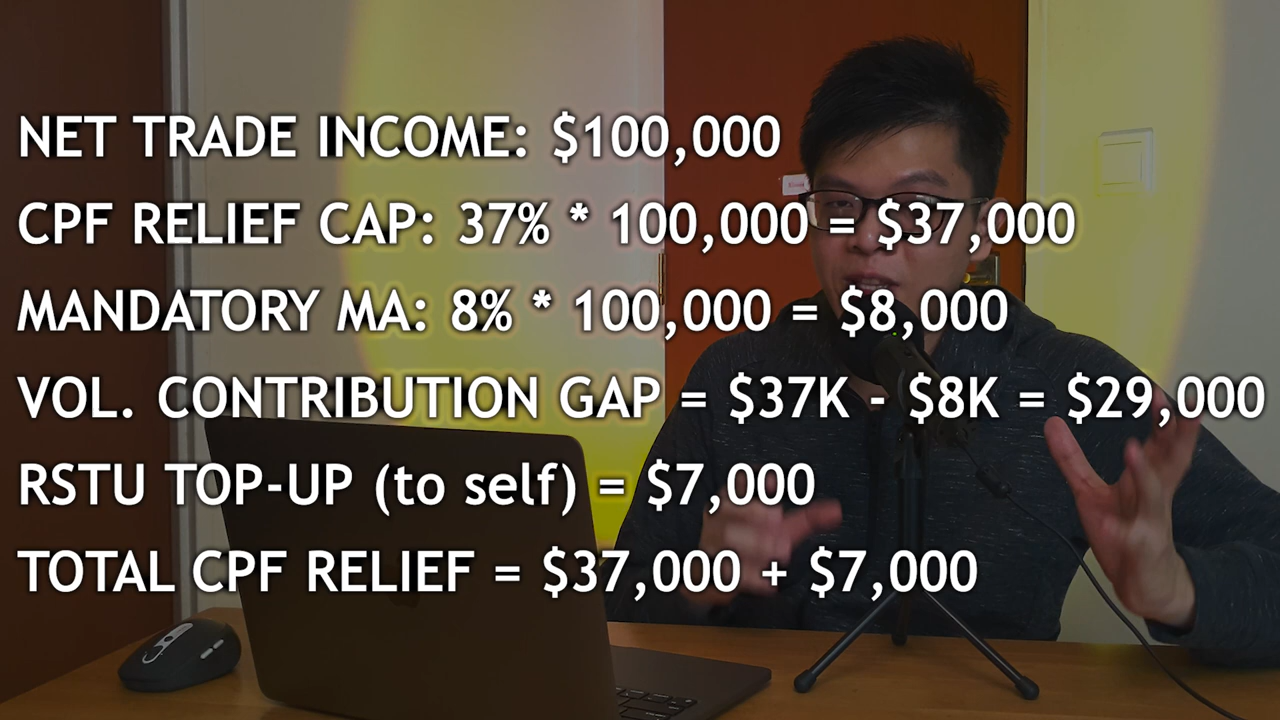 NET TRADE INCOME: $100,000
CPF RELIEF CAP: 37% * 100,000 = $37,000
MANDATORY MA: 8% * 100,000 = $8,000
VOL. CONTRIBUTION GAP = $37K - $8K = $29,000
RSTU TOP-UP (to self) = $7,000
TOTAL CPF RELIEF = $37,000 + $7,000